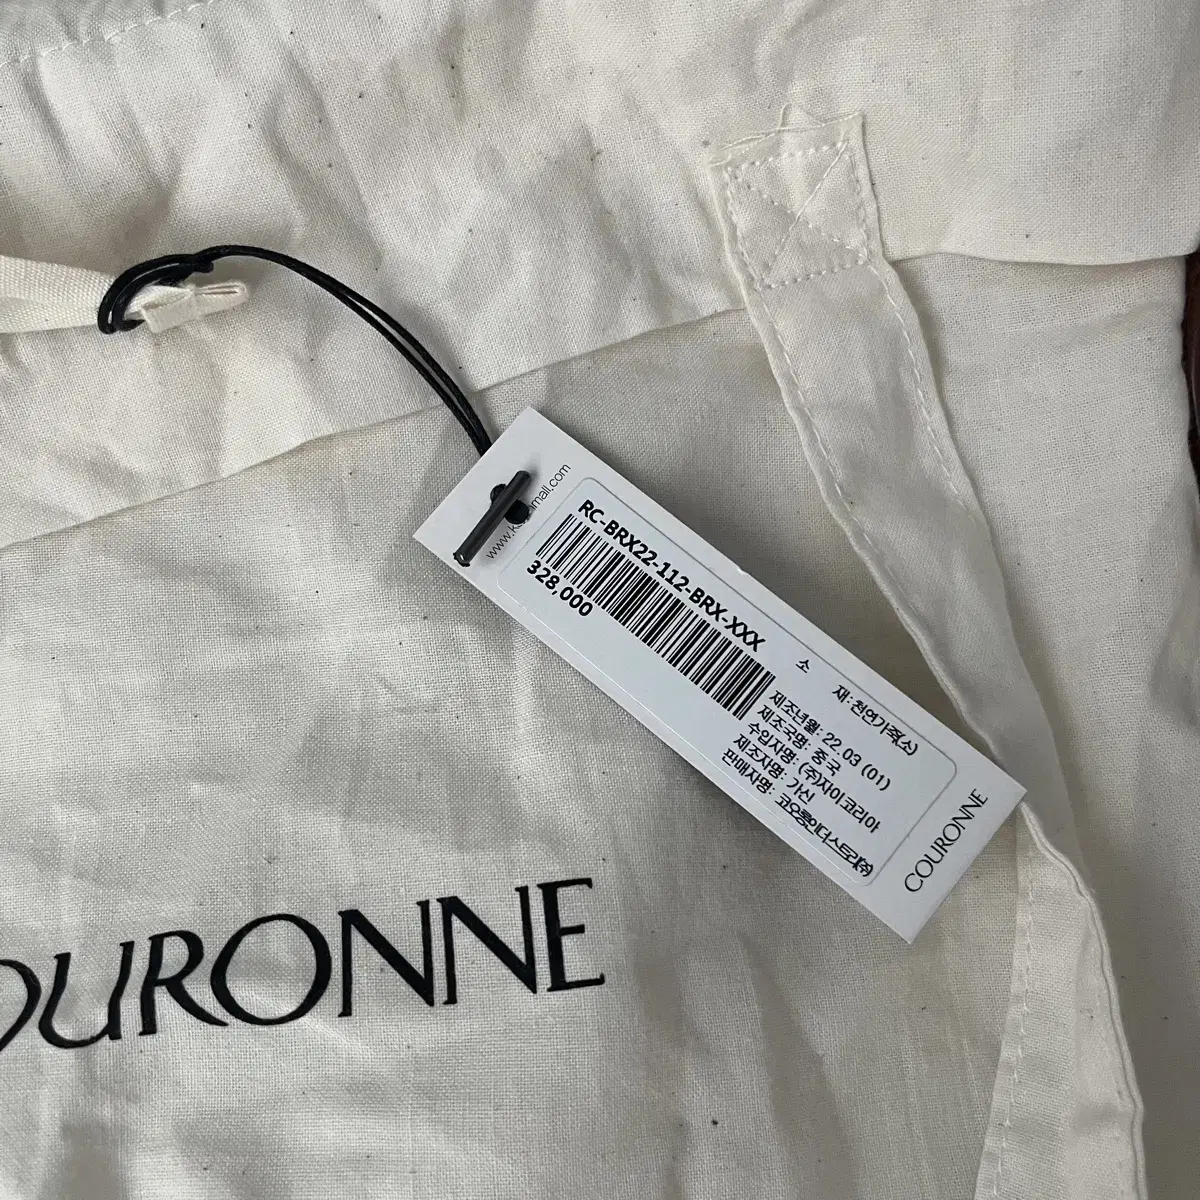 www.k
mall.com
RC-BRX22-112-BRX-XXX
328,000
소 재: 천연가죽(소)
제조년월: 22.03 (01)
제조국명: 중국
수입자명: (주)자이코리아
제조자명: 가신
판매자명: 코오롱인더스트리㈜
COURONNE
OURONNE